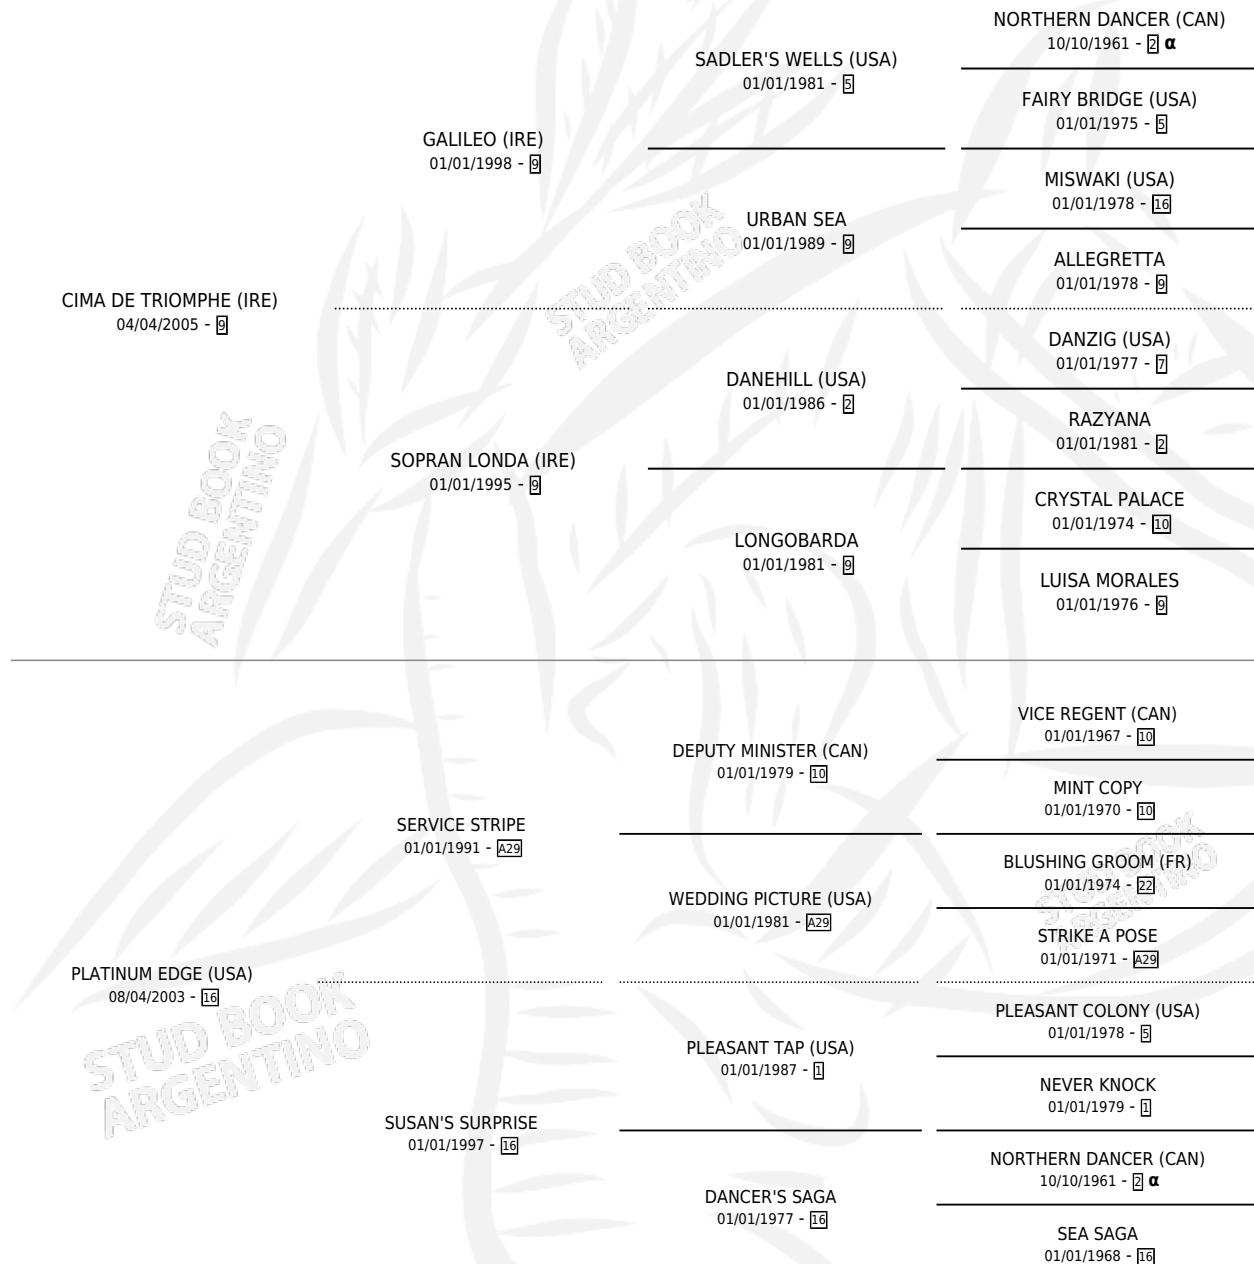 NORTHERN DANCER (CAN)
10/10/1961 - 2 α
SADLER'S WELLS (USA)
01/01/1981 - 5
FAIRY BRIDGE (USA)
01/01/1975 - 5
GALILEO (IRE)
01/01/1998 - 9
MISWAKI (USA)
01/01/1978 - 16
URBAN SEA
01/01/1989 - 9
ALLEGRETTA
01/01/1978 - 9
CIMA DE TRIOMPHE (IRE)
04/04/2005 - 9
DANZIG (USA)
01/01/1977 - 7
DANEHILL (USA)
01/01/1986 - 2
RAZYANA
01/01/1981 - 2
SOPRAN LONDA (IRE)
01/01/1995 - 9
CRYSTAL PALACE
01/01/1974 - 10
LONGOBARDA
01/01/1981 - 9
LUISA MORALES
01/01/1976 - 9
VICE REGENT (CAN)
01/01/1967 - 10
DEPUTY MINISTER (CAN)
01/01/1979 - 10
MINT COPY
01/01/1970 - 10
SERVICE STRIPE
01/01/1991 - A29
BLUSHING GROOM (FR)
01/01/1974 - 22
WEDDING PICTURE (USA)
01/01/1981 - A29
STRIKE A POSE
01/01/1971 - A29
PLATINUM EDGE (USA)
08/04/2003 - 16
PLEASANT COLONY (USA)
01/01/1978 - 5
PLEASANT TAP (USA)
01/01/1987 - 1
NEVER KNOCK
01/01/1979 - 1
SUSAN'S SURPRISE
01/01/1997 - 16
NORTHERN DANCER (CAN)
10/10/1961 - 2 α
DANCER'S SAGA
01/01/1977 - 16
SEA SAGA
01/01/1968 - 16
STUD BOOK
ARGENTINO
STUD BOOK
ARGENTINO
STUD BOOK
ARGENTINO
STUD BOOK
ARGENTINO